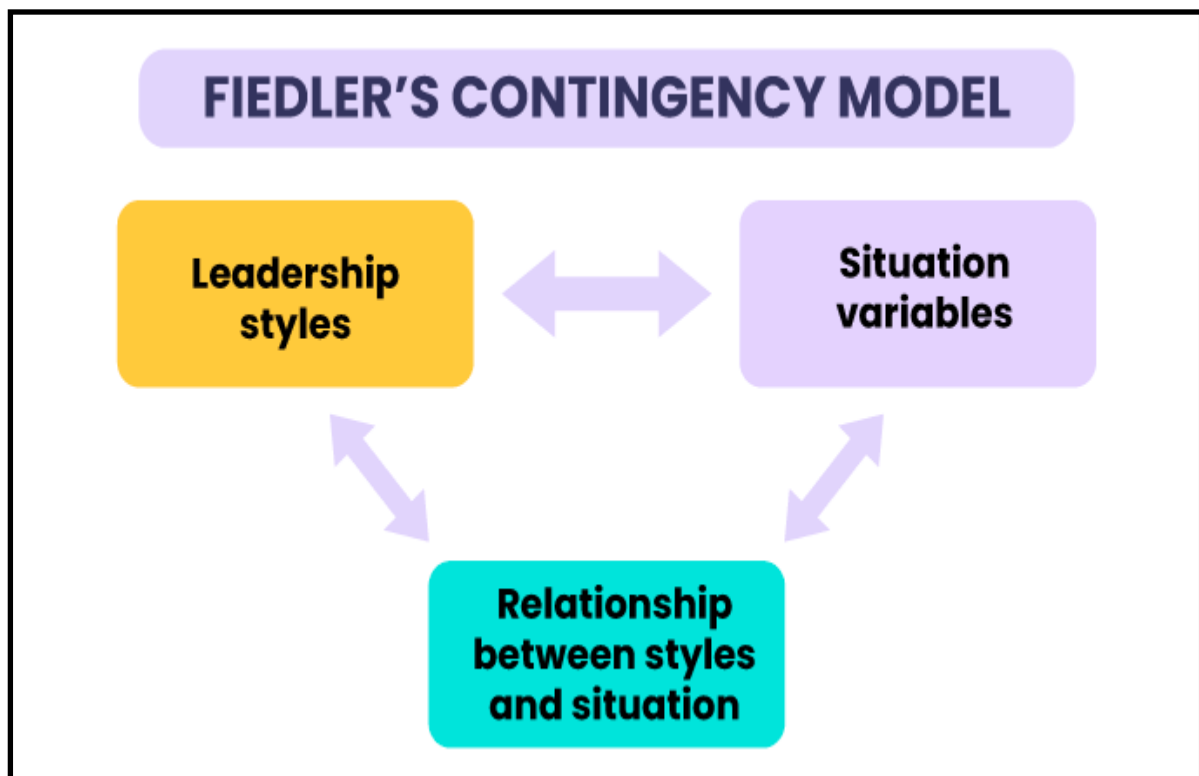 FIEDLER’S CONTINGENCY MODEL
Leadership
styles
Situation
variables
Relationship
between styles
and situation